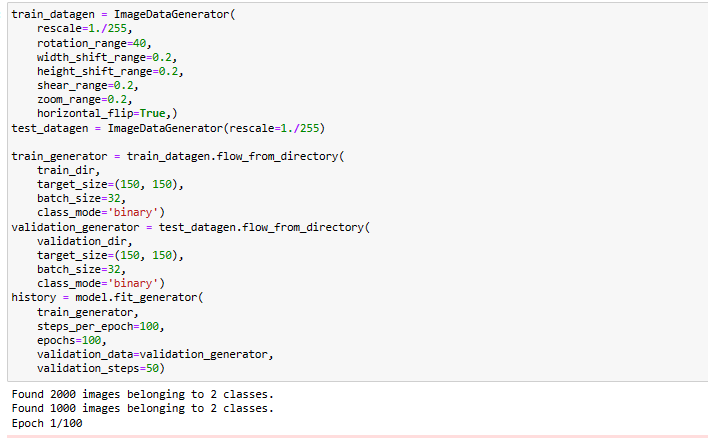 train_datagen = ImageDataGenerator(
    rescale=1./255,
    rotation_range=40,
    width_shift_range=0.2,
    height_shift_range=0.2,
    shear_range=0.2,
    zoom_range=0.2,
    horizontal_flip=True,)
test_datagen = ImageDataGenerator(rescale=1./255)

train_generator = train_datagen.flow_from_directory(
    train_dir,
    target_size=(150, 150),
    batch_size=32,
    class_mode='binary')
validation_generator = test_datagen.flow_from_directory(
    validation_dir,
    target_size=(150, 150),
    batch_size=32,
    class_mode='binary')
history = model.fit_generator(
    train_generator,
    steps_per_epoch=100,
    epochs=100,
    validation_data=validation_generator,
    validation_steps=50)
Found 2000 images belonging to 2 classes.
Found 1000 images belonging to 2 classes.
Epoch 1/100